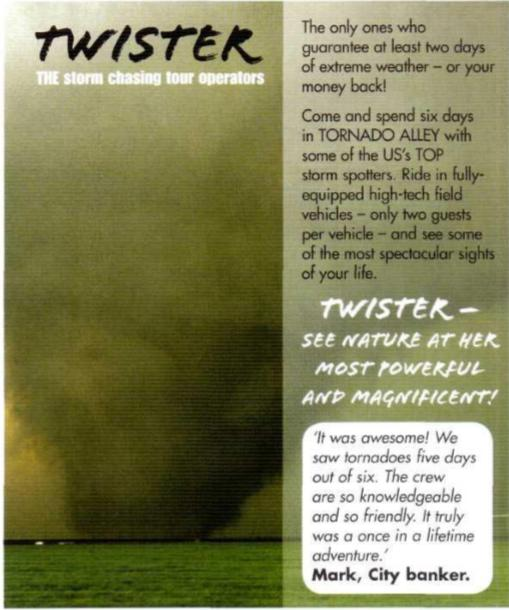 TWISTER
THE storm chasing tour operators
The only ones who
guarantee at least two days
of extreme weather – or your
money back!
Come and spend six days
in TORNADO ALLEY with
some of the US's TOP
storm spotters. Ride in fully-
equipped high-tech field
vehicles – only two guests
per vehicle – and see some
of the most spectacular sights
of your life.
TWISTER –
SEE NATURE AT HER
MOST POWERFUL
AND MAGNIFICENT!
'It was awesome! We
saw tornadoes five days
out of six. The crew
are so knowledgeable
and so friendly. It truly
was a once in a lifetime
adventure.'
Mark, City banker.